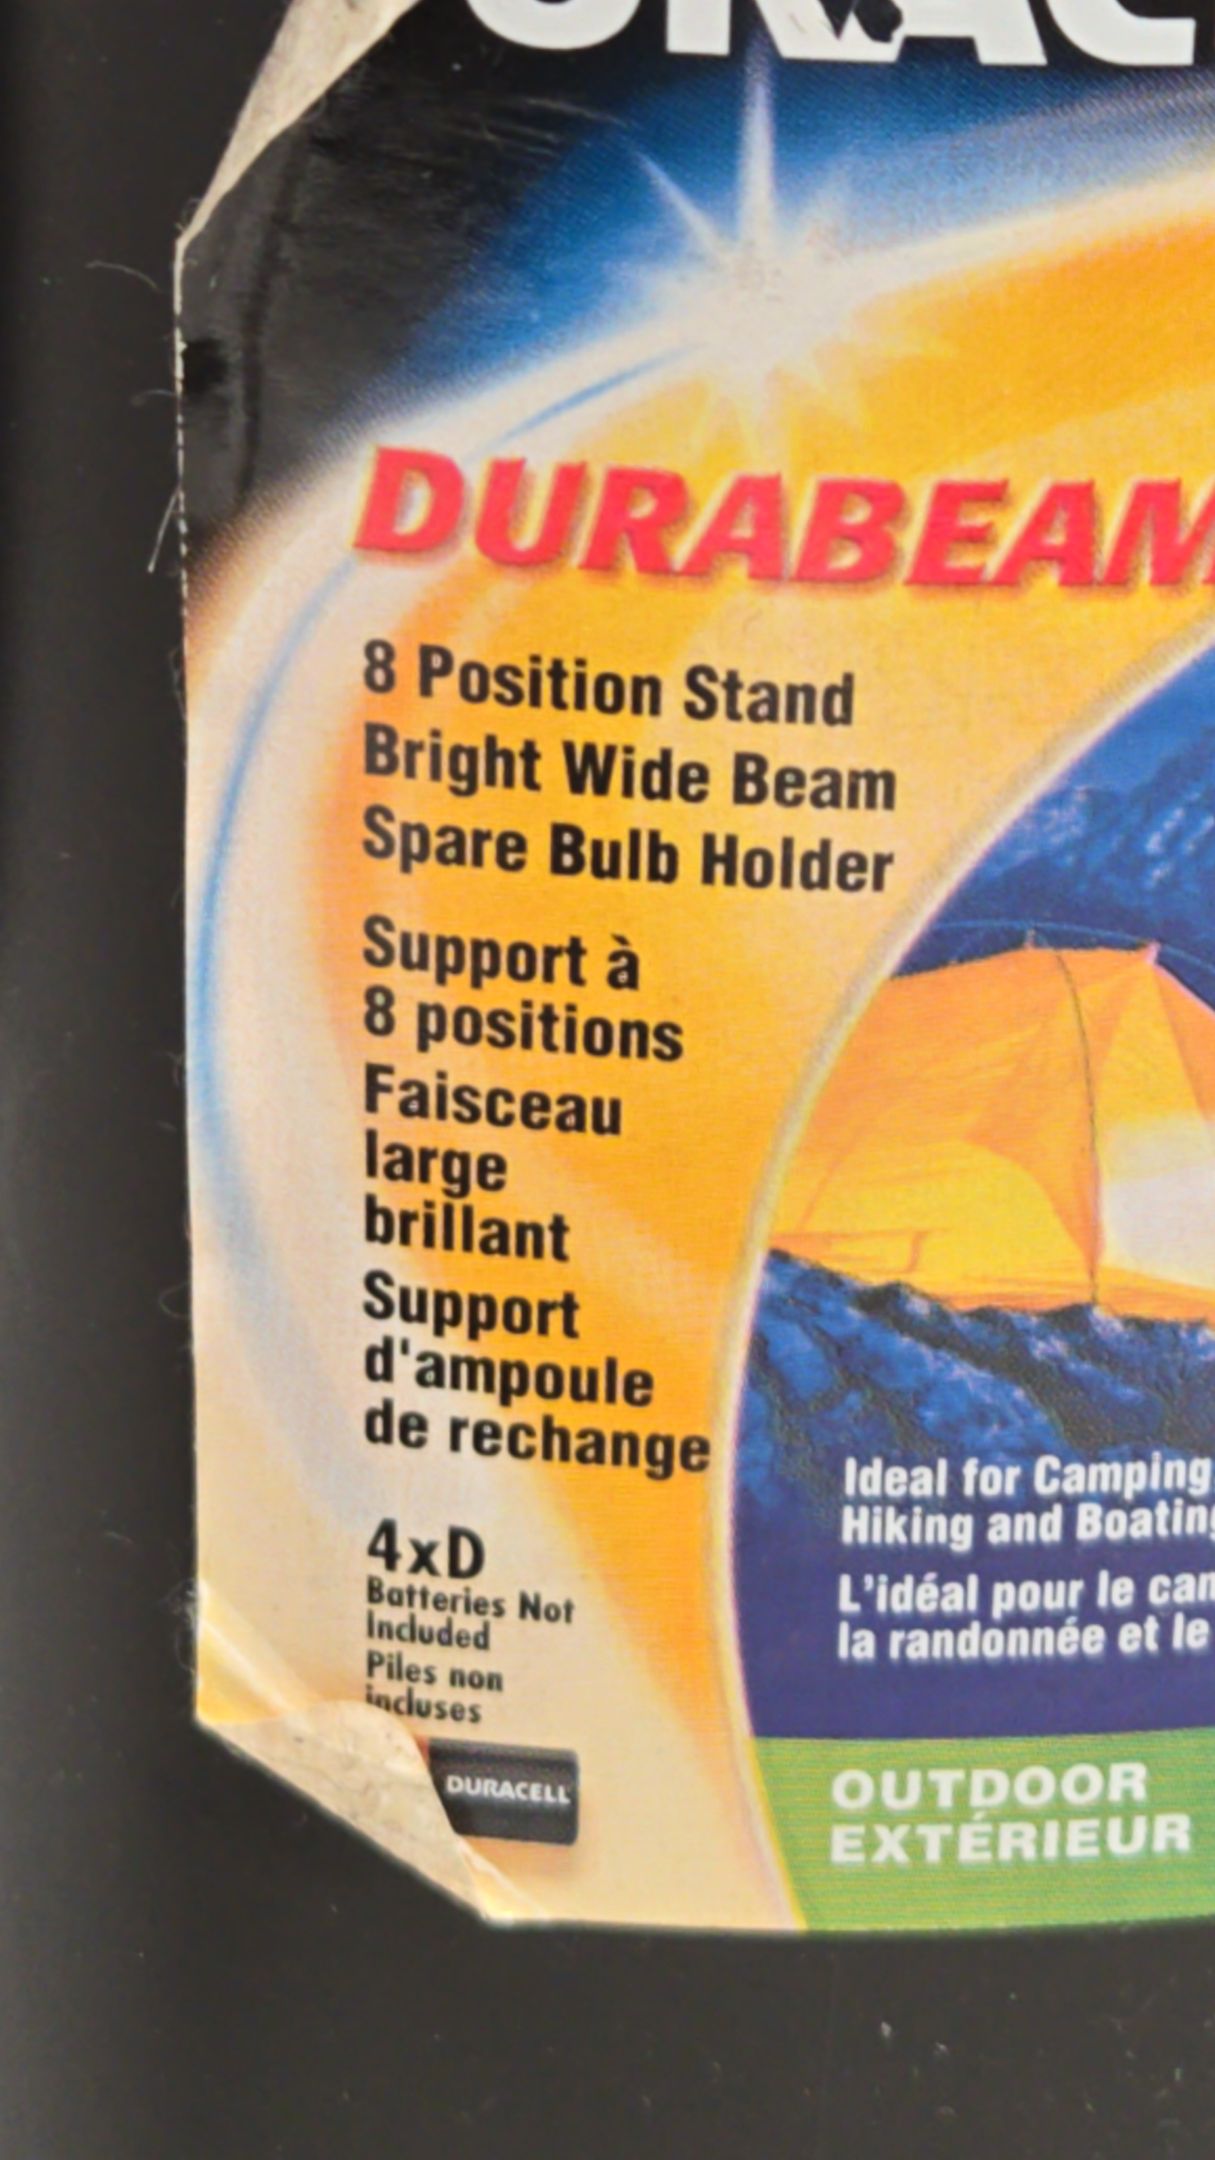 DURABEAM
8 Position Stand
Bright Wide Beam
Spare Bulb Holder
Support à
8 positions
Faisceau
large
brillant
Support
d'ampoule
de rechange
4xD
Batteries Not
Included
Piles non
incluses
DURACELL
Ideal for Camping
Hiking and Boating
L'idéal pour le
la randonnée et le
OUTDOOR
EXTÉRIEUR